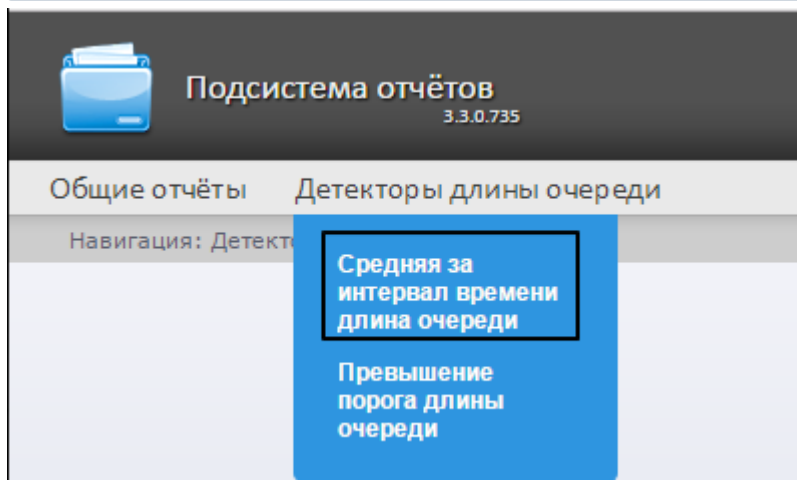 Подсистема отчётов
3.3.0.735
Общие отчёты Детекторы длины очереди
Навигация: Детект
Средняя за
интервал времени
длина очереди
Превышение
порога длины
очереди